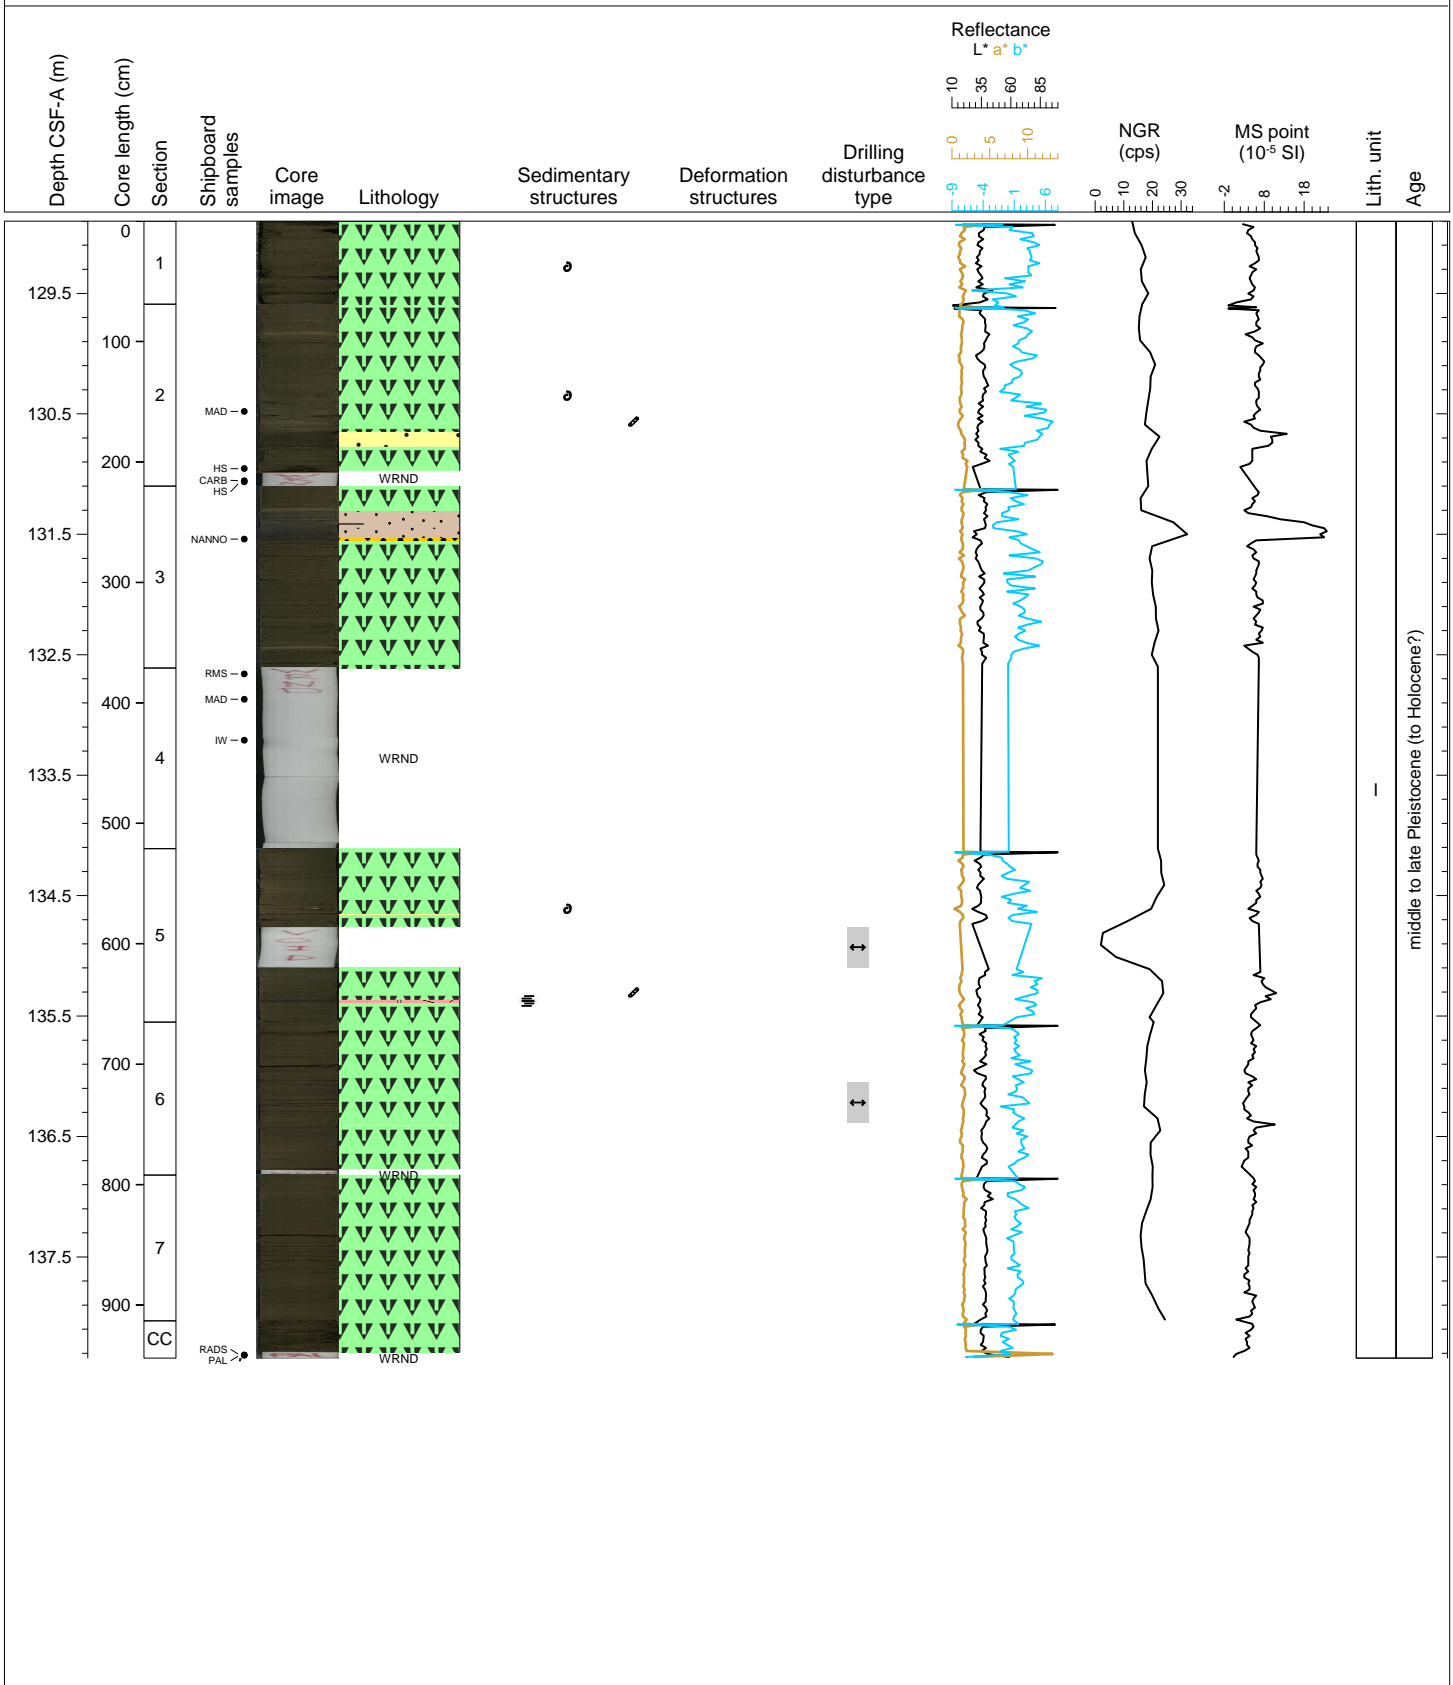 Depth CSF-A (m)
Core length (cm)
Section
Shipboard
samples
Core
image
Lithology
Sedimentary
structures
Deformation
structures
Drilling
disturbance
type
Reflectance
L* a* b*
10 35 60 85
0 5 10
-9 -4 1 6
NGR
(cps)
0 10 20 30
MS point
(10-5 SI)
-2 8 18
Lith. unit
Age
0
1
129.5
100
2
MAD
130.5
200
HS
CARB
HS
WRND
NANNO
131.5
3
300
132.5
RMS
MAD
400
IW
4
WRND
133.5
I
500
134.5
5
600
135.5
700
6
136.5
WRND
800
7
137.5
900
CC
RADS
PAL
WRND
middle to late Pleistocene (to Holocene?)